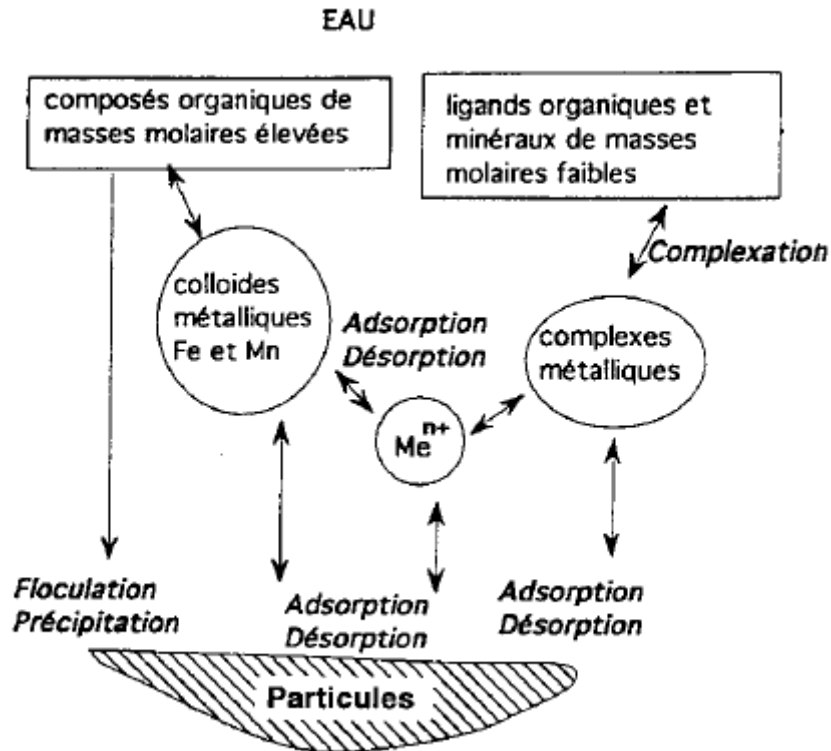 EAU
composés organiques de
masses molaires élevées
ligands organiques et
minéraux de masses
molaires faibles
Complexation
colloides
métalliques
Fe et Mn
Adsorption
Désorption
complexes
métalliques
Me^n+
Floculation
Précipitation
Adsorption
Désorption
Adsorption
Désorption
Particules